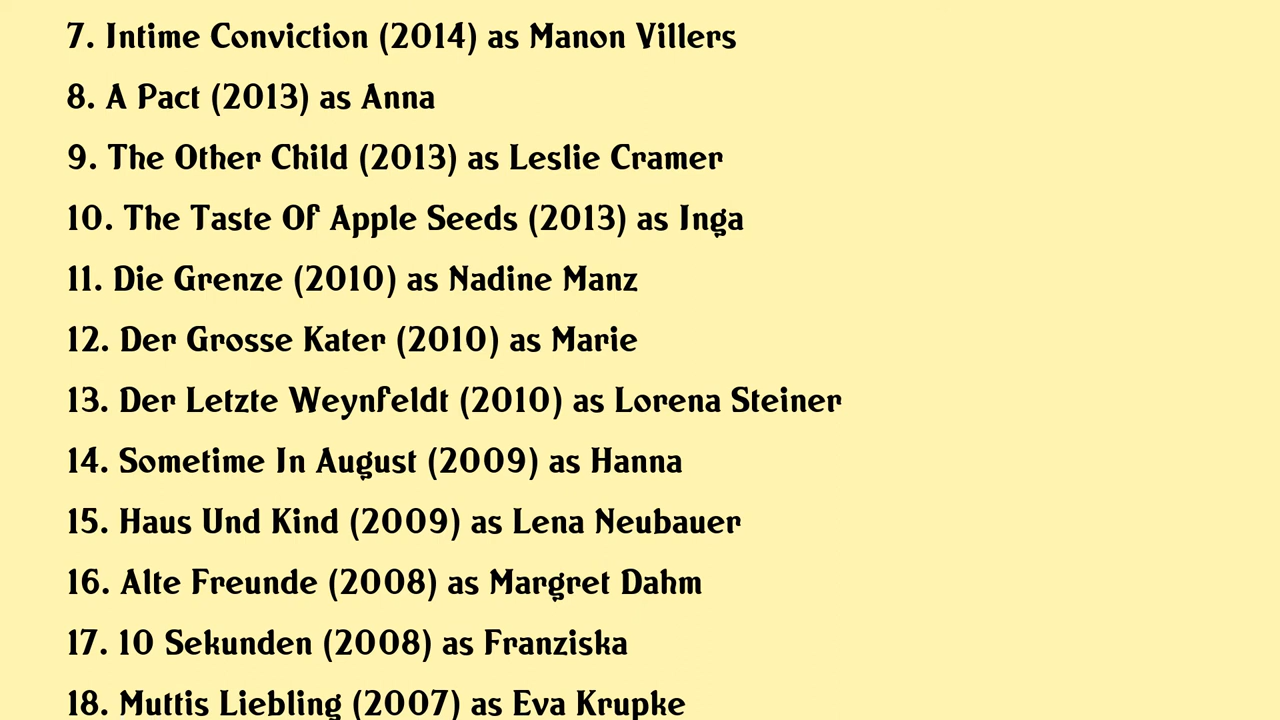 7. Intime Conviction (2014) as Manon Villers
8. A Pact (2013) as Anna
9. The Other Child (2013) as Leslie Cramer
10. The Taste Of Apple Seeds (2013) as Inga
11. Die Grenze (2010) as Nadine Manz
12. Der Grosse Kater (2010) as Marie
13. Der Letzte Weynfeldt (2010) as Lorena Steiner
14. Sometime In August (2009) as Hanna
15. Haus Und Kind (2009) as Lena Neubauer
16. Alte Freunde (2008) as Margret Dahm
17. 10 Sekunden (2008) as Franziska
18. Muttis Liebling (2007) as Eva Krupke